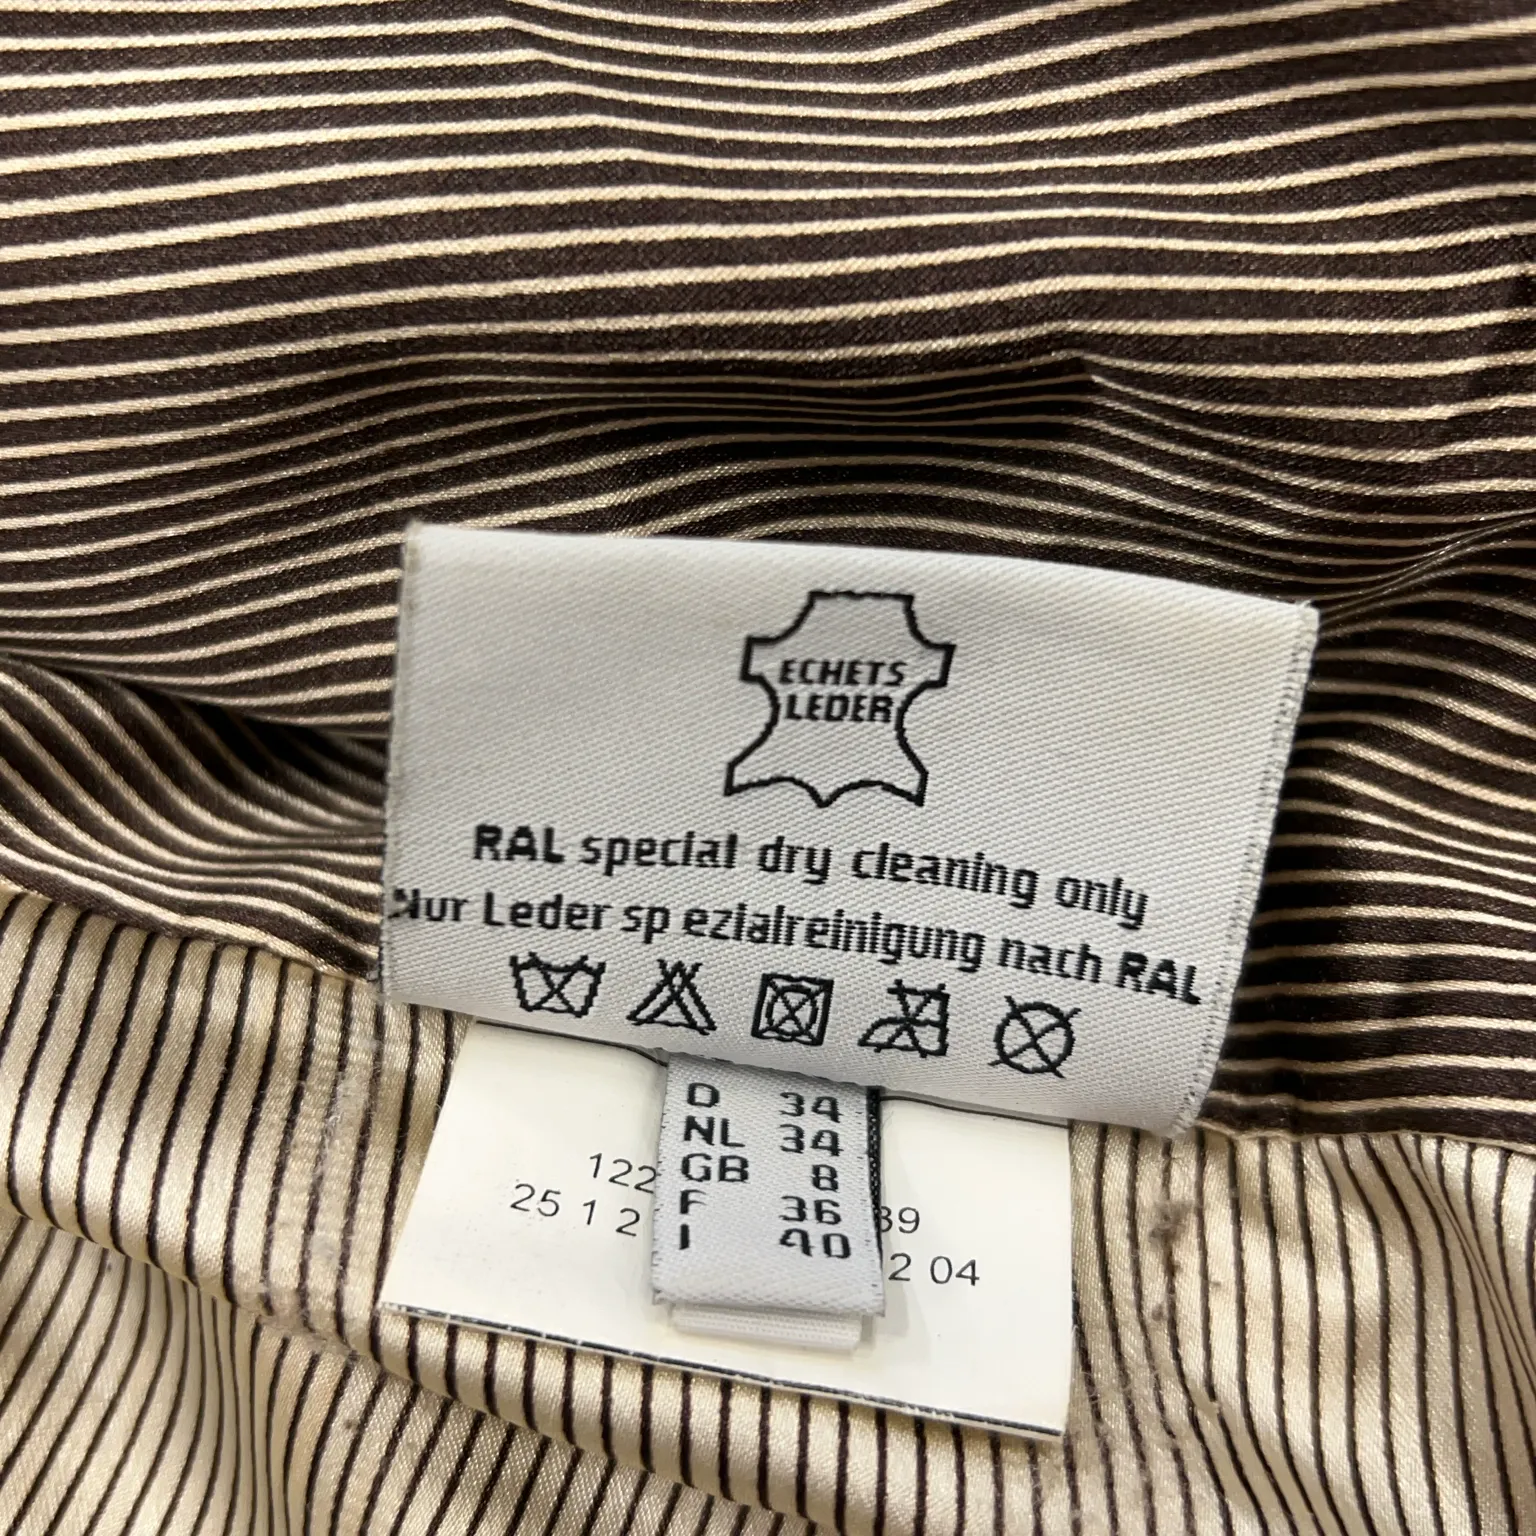 ECHETS
LEDER
RAL special dry cleaning only
Nur Leder sp ezialreinigung nach RAL
D 34
NL 34
GB 8
F 36
I 40
122 39
25 1 2 2 04